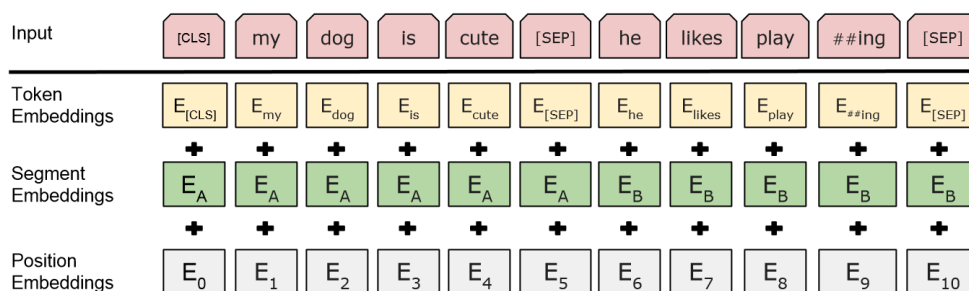 Input [CLS] my dog is cute [SEP] he likes play ##ing [SEP]
Token Embeddings E[CLS] Emy Edog Eis Ecute E[SEP] Ehe Elikes Eplay E##ing E[SEP]
+ + + + + + + + + + +
Segment Embeddings EA EA EA EA EA EA EB EB EB EB EB
+ + + + + + + + + + +
Position Embeddings E0 E1 E2 E3 E4 E5 E6 E7 E8 E9 E10